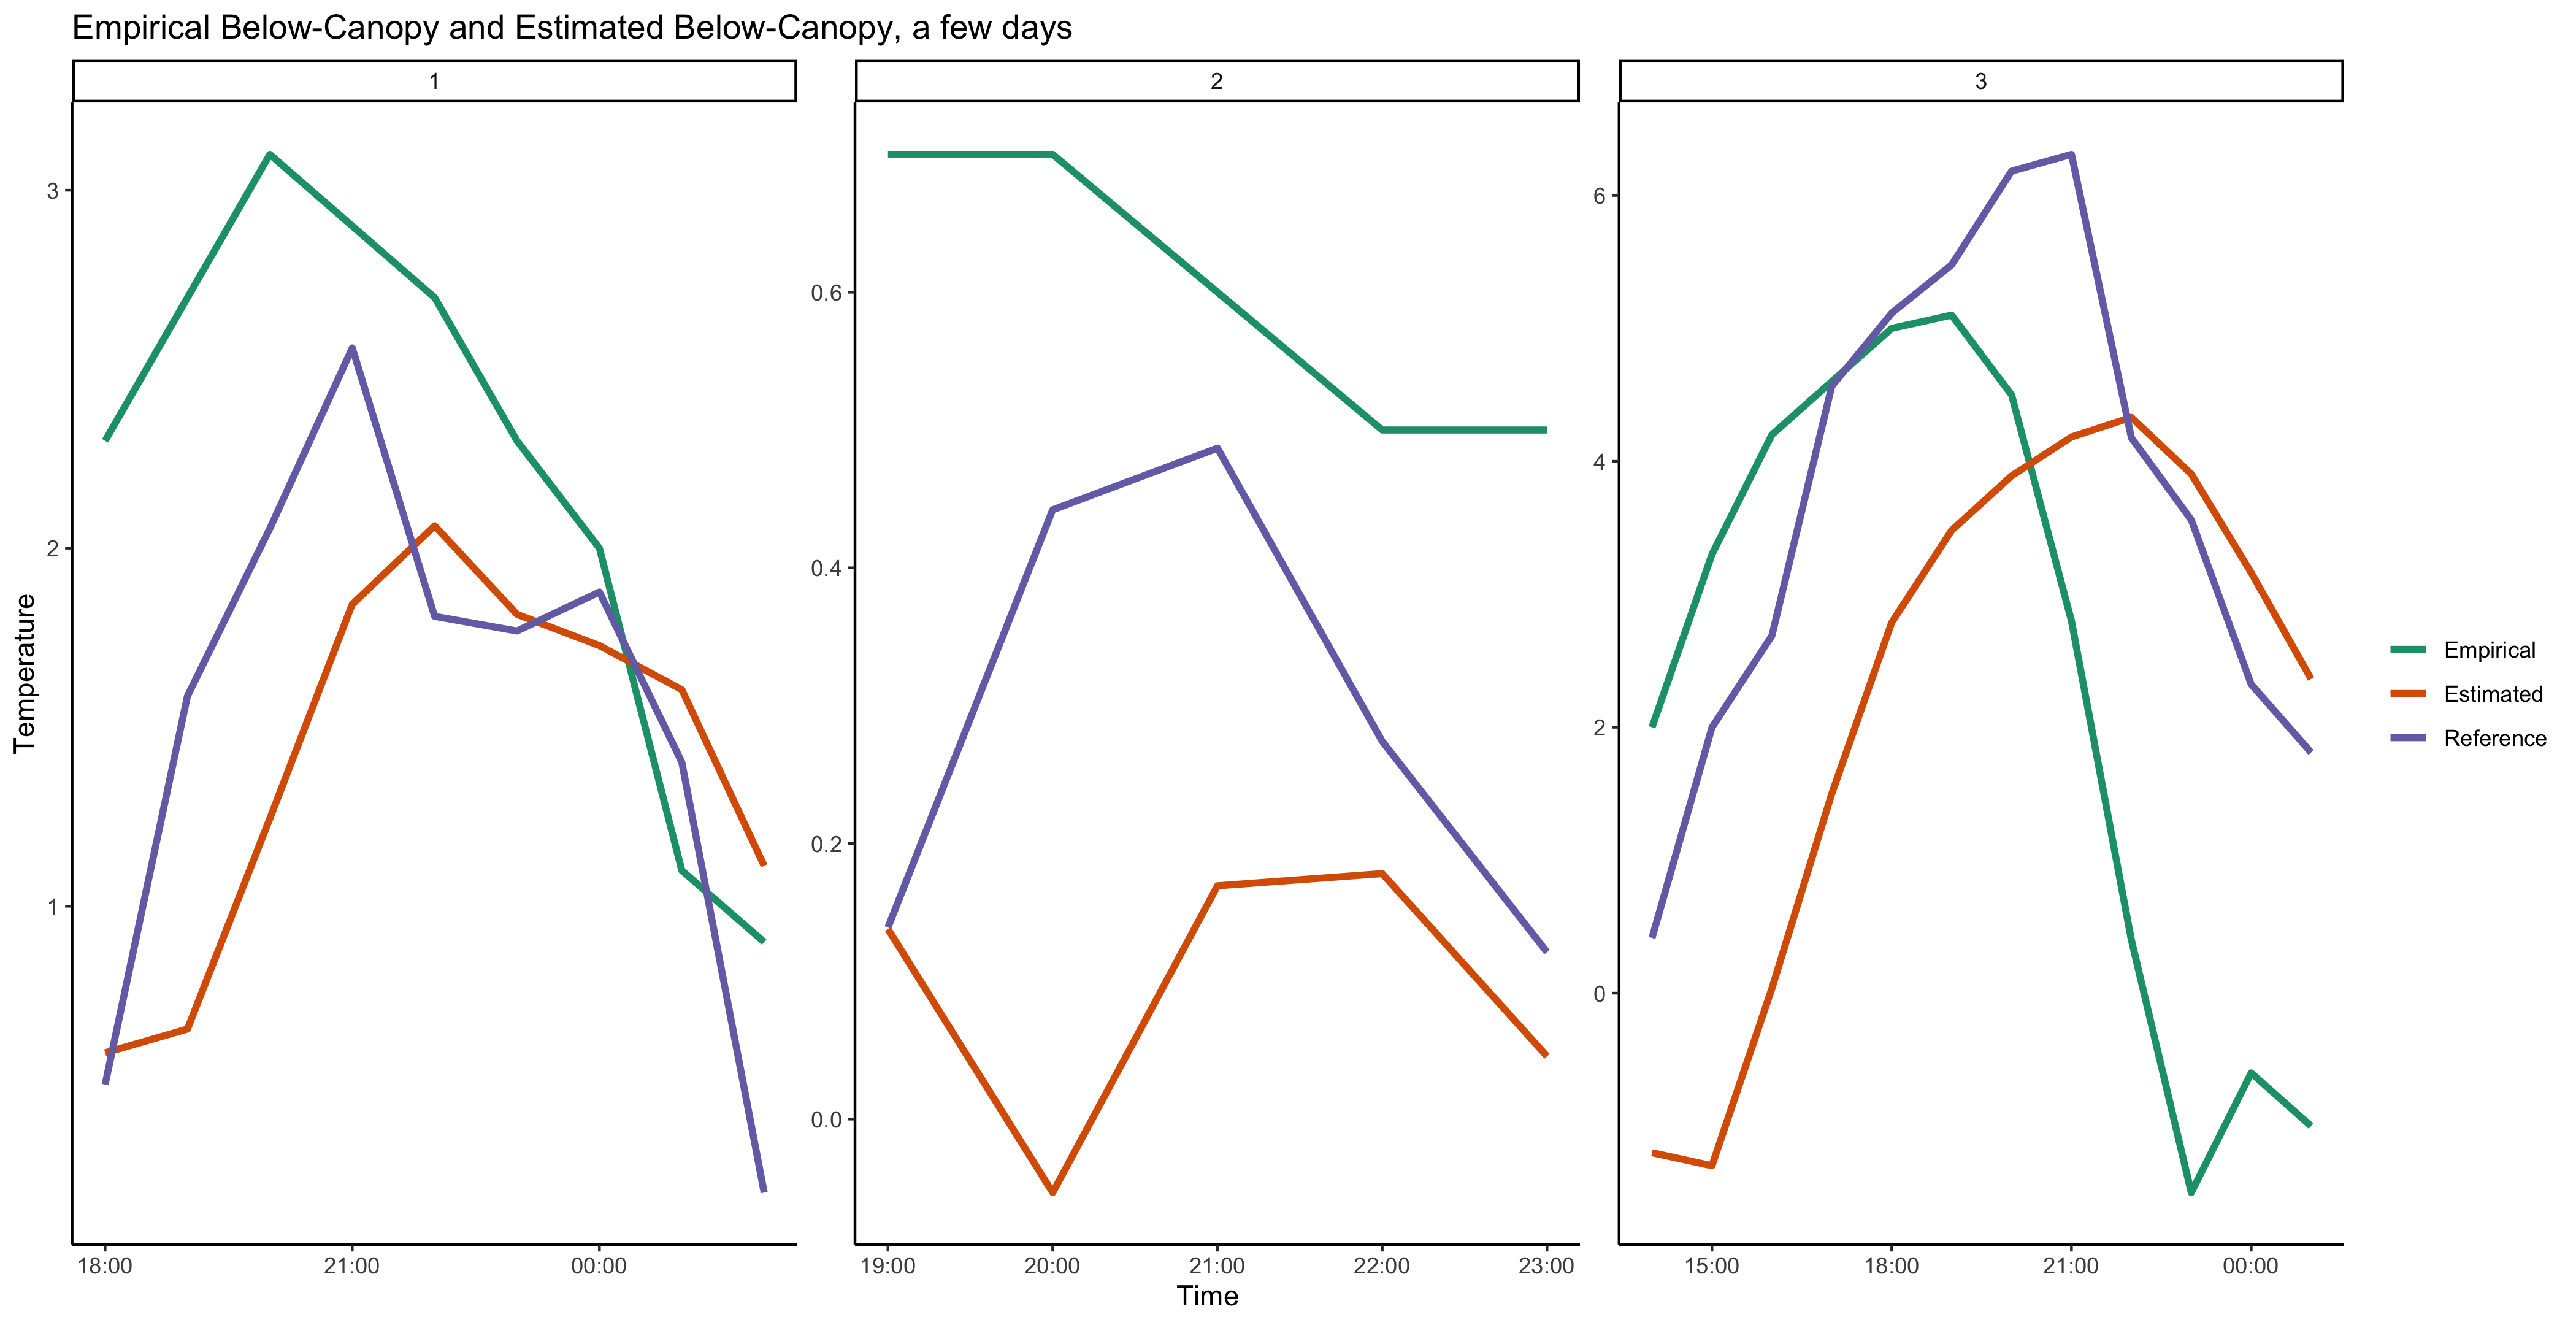 Empirical Below-Canopy and Estimated Below-Canopy, a few days
1
2
3
Temperature
3
2
1
0.6
0.4
0.2
0.0
6
4
2
0
18:00 21:00 00:00
19:00 20:00 21:00 22:00 23:00
15:00 18:00 21:00 00:00
Time
Empirical
Estimated
Reference